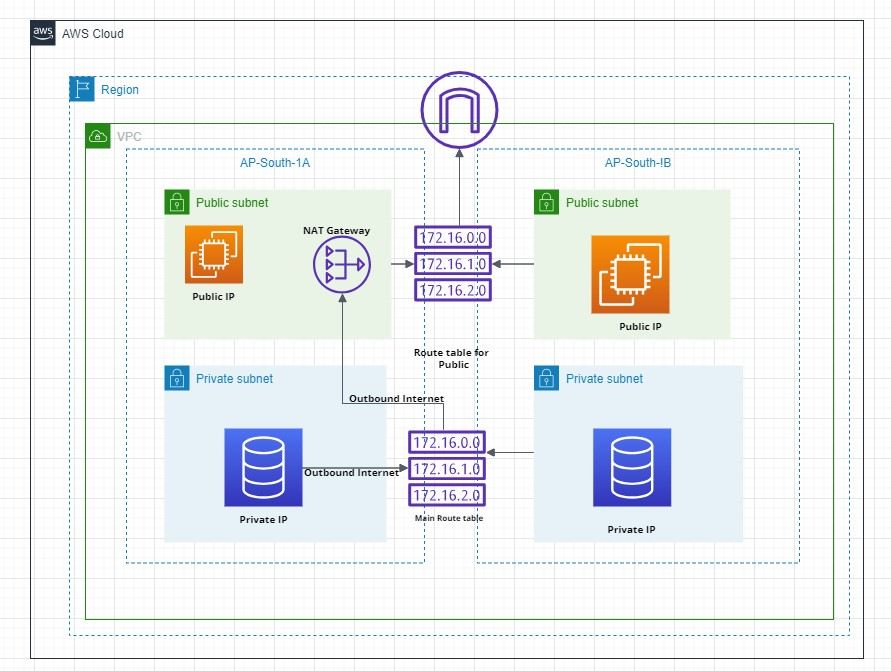 aws
AWS Cloud
Region
VPC
AP-South-1A
AP-South-IB
Public subnet
Public subnet
NAT Gateway
172.16.0.0
172.16.1.0
172.16.2.0
Public IP
Public IP
Route table for
Public
Private subnet
Private subnet
Outbound Internet
172.16.0.0
172.16.1.0
172.16.2.0
Outbound Internet
Private IP
Main Route table
Private IP